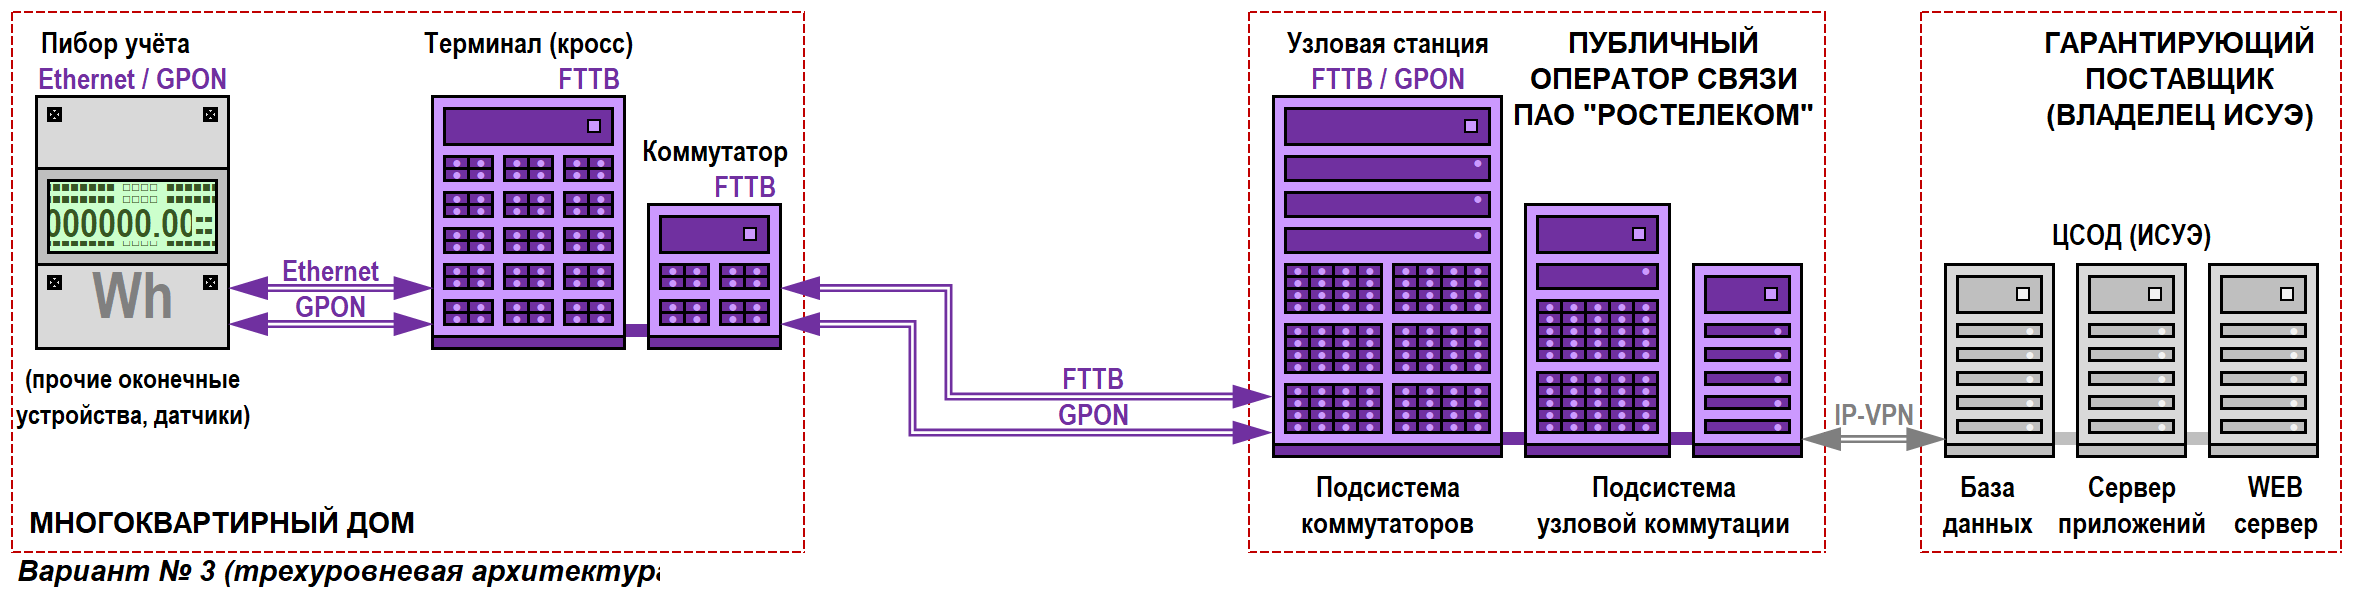 Пибор учёта
Ethernet / GPON
000000.00
Wh
(прочие оконечные
устройства, датчики)
Ethernet
GPON
Терминал (кросс)
FTTB
Коммутатор
FTTB
МНОГОКВАРТИРНЫЙ ДОМ
FTTB
GPON
Узловая станция
FTTB / GPON
ПУБЛИЧНЫЙ
ОПЕРАТОР СВЯЗИ
ПАО "РОСТЕЛЕКОМ"
Подсистема
коммутаторов
Подсистема
узловой коммутации
IP-VPN
ГАРАНТИРУЮЩИЙ
ПОСТАВЩИК
(ВЛАДЕЛЕЦ ИСУЭ)
ЦСОД (ИСУЭ)
База
данных
Сервер
приложений
WEB
сервер
Вариант № 3 (трехуровневая архитектура